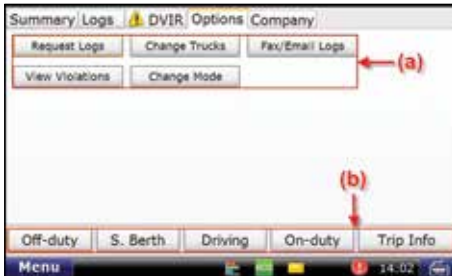 Summary Logs DVIR Options Company
Request Logs Change Trucks Fax/Email Logs
(a)
View Violations Change Mode
(b)
Off-duty S. Berth Driving On-duty Trip Info
Menu 14:02